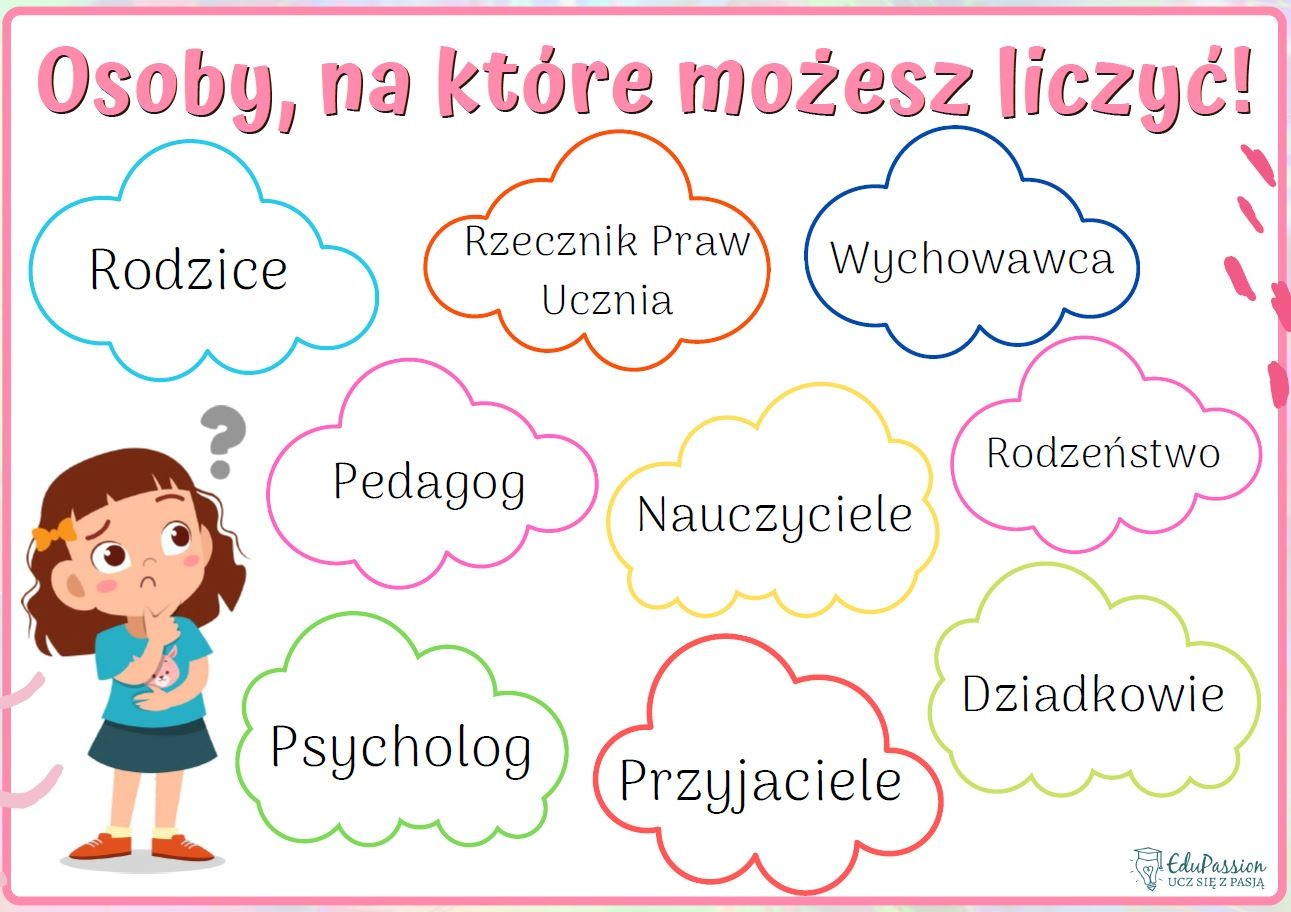 Osoby, na które możesz liczyć!
Rodzice
Rzecznik Praw
Ucznia
Wychowawca
Pedagog
Nauczyciele
Rodzeństwo
Psycholog
Przyjaciele
Dziadkowie
EduPassion
UCZ SIĘ Z PASJĄ
?